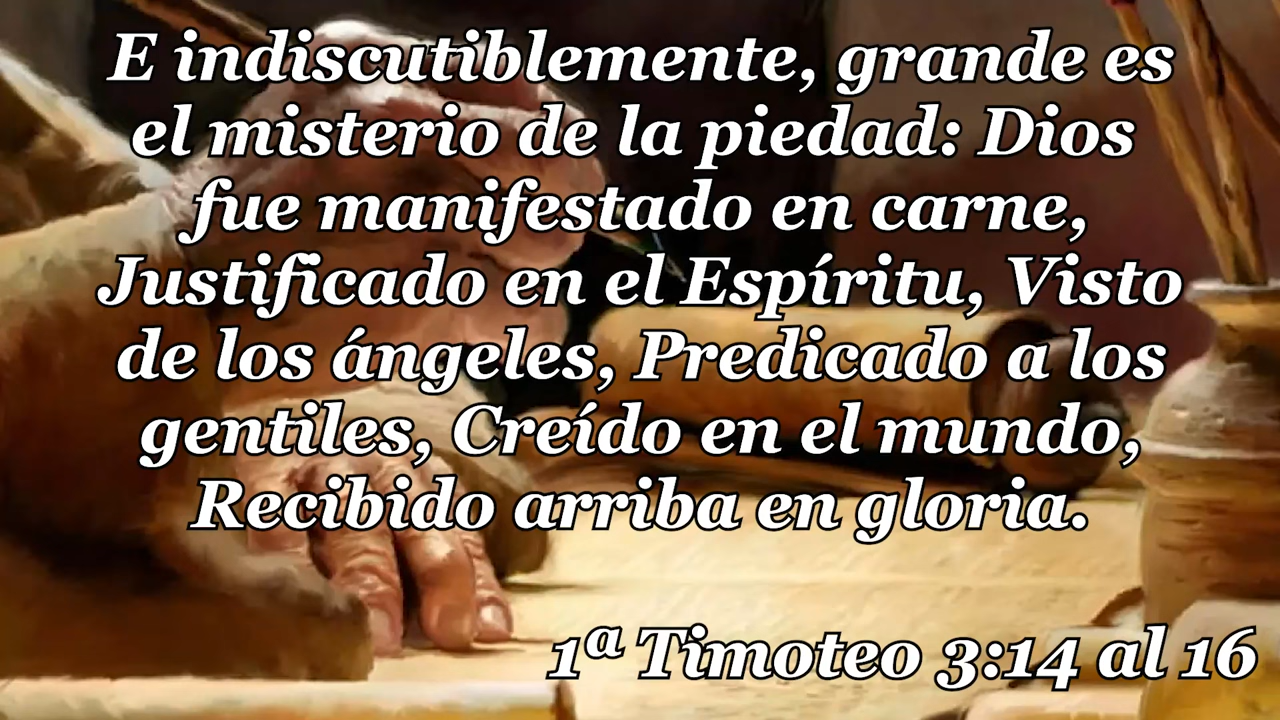 E indiscutiblemente, grande es
el misterio de la piedad: Dios
fue manifestado en carne,
Justificado en el Espíritu, Visto
de los ángeles, Predicado a los
gentiles, Creído en el mundo,
Recibido arriba en gloria.
1ª Timoteo 3:14 al 16